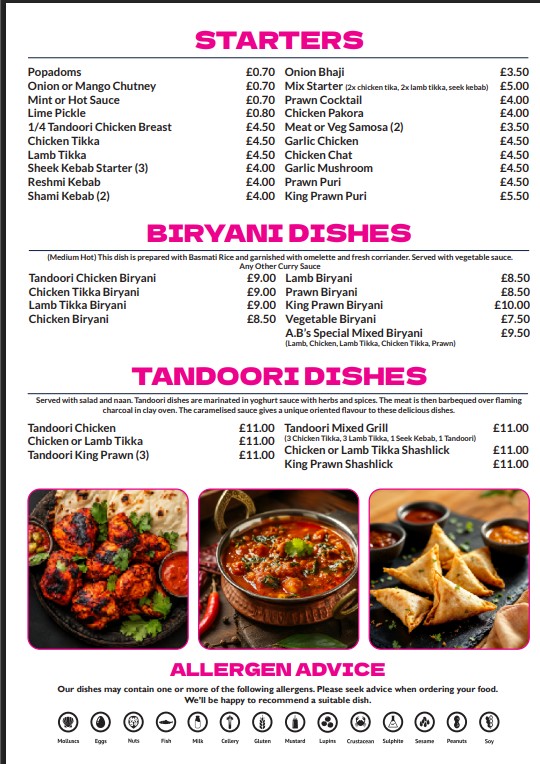 STARTERS
Popadoms £0.70
Onion or Mango Chutney £0.70
Mint or Hot Sauce £0.70
Lime Pickle £0.80
1/4 Tandoori Chicken Breast £4.50
Chicken Tikka £4.50
Lamb Tikka £4.50
Sheek Kebab Starter (3) £4.00
Reshmi Kebab £4.00
Shami Kebab (2) £4.00
Onion Bhaji £3.50
Mix Starter (2x chicken tika, 2x lamb tikka, seek kebab) £5.00
Prawn Cocktail £4.00
Chicken Pakora £4.00
Meat or Veg Samosa (2) £3.50
Garlic Chicken £4.50
Chicken Chat £4.50
Garlic Mushroom £4.50
Prawn Puri £4.50
King Prawn Puri £5.50
BIRYANI DISHES
(Medium Hot) This dish is prepared with Basmati Rice and garnished with omelette and fresh corriander. Served with vegetable sauce.
Any Other Curry Sauce
Tandoori Chicken Biryani £9.00
Chicken Tikka Biryani £9.00
Lamb Tikka Biryani £9.00
Chicken Biryani £8.50
Lamb Biryani £8.50
Prawn Biryani £8.50
King Prawn Biryani £10.00
Vegetable Biryani £7.50
A.B's Special Mixed Biryani £9.50
(Lamb, Chicken, Lamb Tikka, Chicken Tikka, Prawn)
TANDOORI DISHES
Served with salad and naan. Tandoori dishes are marinated in yoghurt sauce with herbs and spices. The meat is then barbequed over flaming
charcoal in clay oven. The caramelised sauce gives a unique oriented flavour to these delicious dishes.
Tandoori Chicken £11.00
Chicken or Lamb Tikka £11.00
Tandoori King Prawn (3) £11.00
Tandoori Mixed Grill £11.00
(3 Chicken Tikka, 3 Lamb Tikka, 1 Seek Kebab, 1 Tandoori)
Chicken or Lamb Tikka Shashlick £11.00
King Prawn Shashlick £11.00
ALLERGEN ADVICE
Our dishes may contain one or more of the following allergens. Please seek advice when ordering your food.
We'll be happy to recommend a suitable dish.
Molluscs Eggs Nuts Fish Milk Cellery Gluten Mustard Lupins Crustacean Sulphite Sesame Peanuts Soy